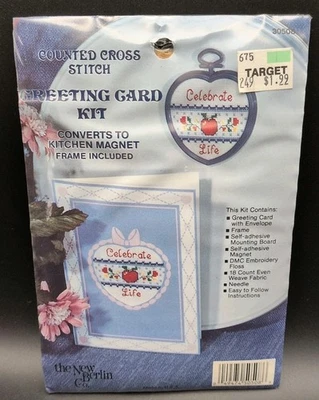 COUNTED CROSS
STITCH
GREETING CARD
KIT
CONVERTS TO
KITCHEN MAGNET
FRAME INCLUDED
675
TARGET
249 $1.22
Celebrate
Life
Celebrate
Life
This Kit Contains:
Greeting Card
with Envelope
Frame
Self-adhesive
Mounting Board
Self-adhesive
Magnet
DMC Embroidery
Floss
18 Count Even
Weave Fabric
Needle
Easy to Follow
Instructions
the New
Berlin
Co.